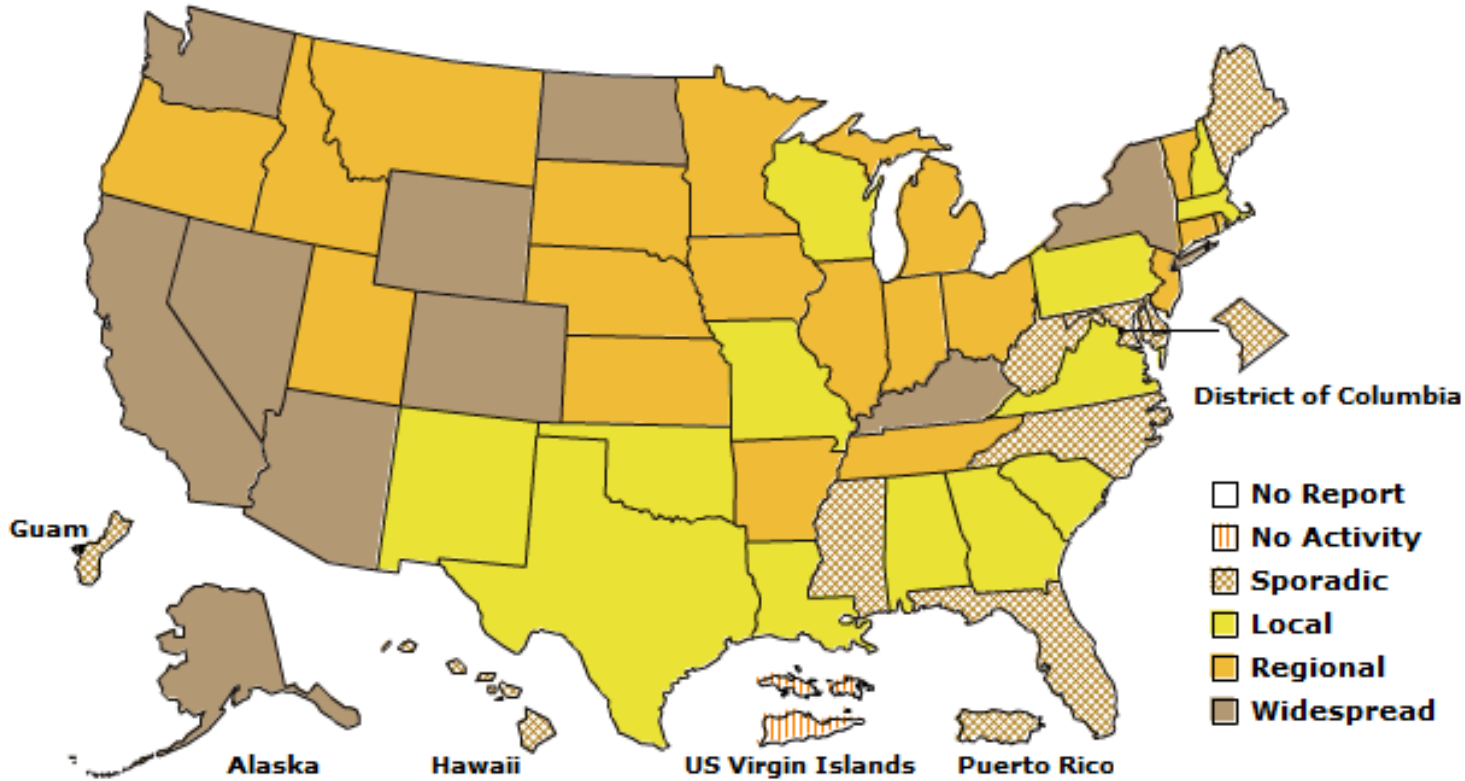 District of Columbia
No Report
Guam
No Activity
Sporadic
Local
Regional
Widespread
Alaska
Hawaii
US Virgin Islands
Puerto Rico